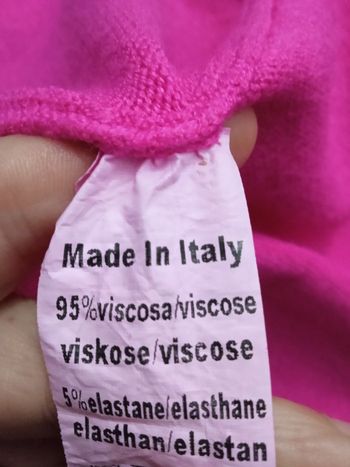 Made In Italy
95%viscosa/viscose
viskose/viscose
5%elastane/elasthane
elasthan/elastan